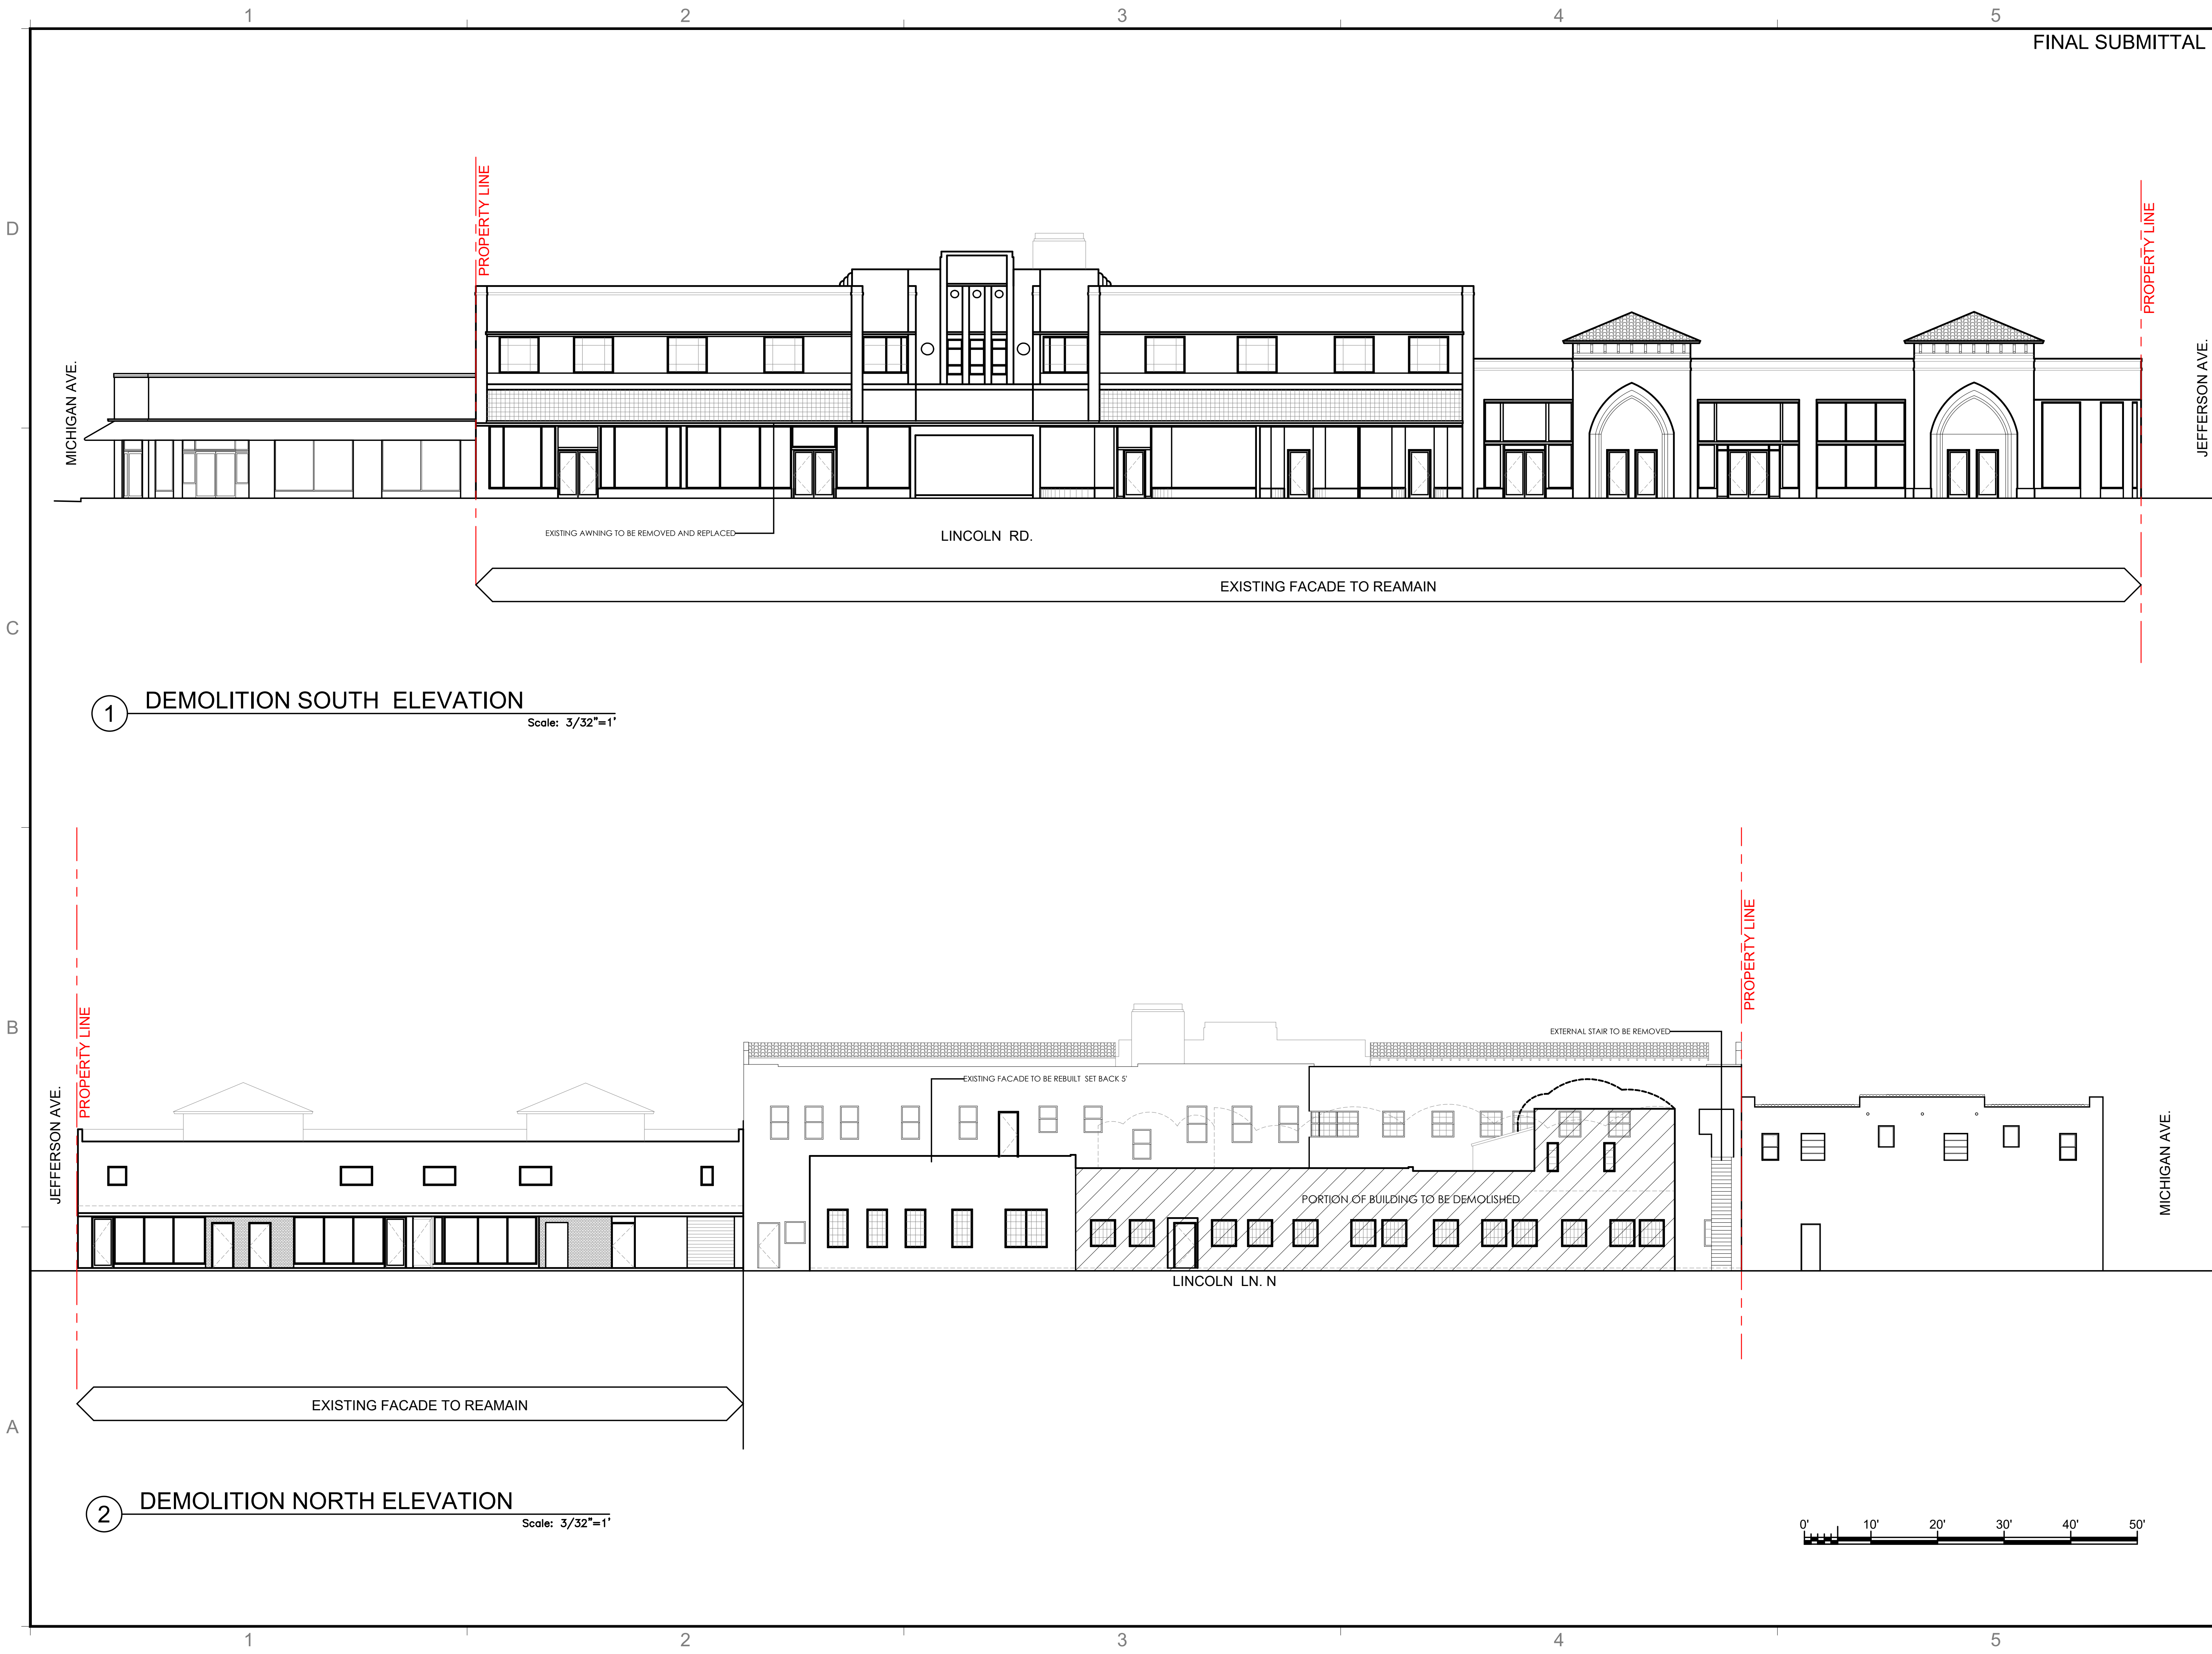 1 2 3 4 5
FINAL SUBMITTAL
D
PROPERTY LINE
PROPERTY LINE
MICHIGAN AVE.
JEFFERSON AVE.
EXISTING AWNING TO BE REMOVED AND REPLACED
LINCOLN RD.
EXISTING FACADE TO REAMAIN
C
1
DEMOLITION SOUTH ELEVATION
Scale: 3/32"=1'
PROPERTY LINE
PROPERTY LINE
B
EXTERNAL STAIR TO BE REMOVED
EXISTING FACADE TO BE REBUILT SET BACK 5'
JEFFERSON AVE.
MICHIGAN AVE.
PORTION OF BUILDING TO BE DEMOLISHED
LINCOLN LN. N
EXISTING FACADE TO REAMAIN
A
2
DEMOLITION NORTH ELEVATION
Scale: 3/32"=1'
0' 10' 20' 30' 40' 50'
1 2 3 4 5